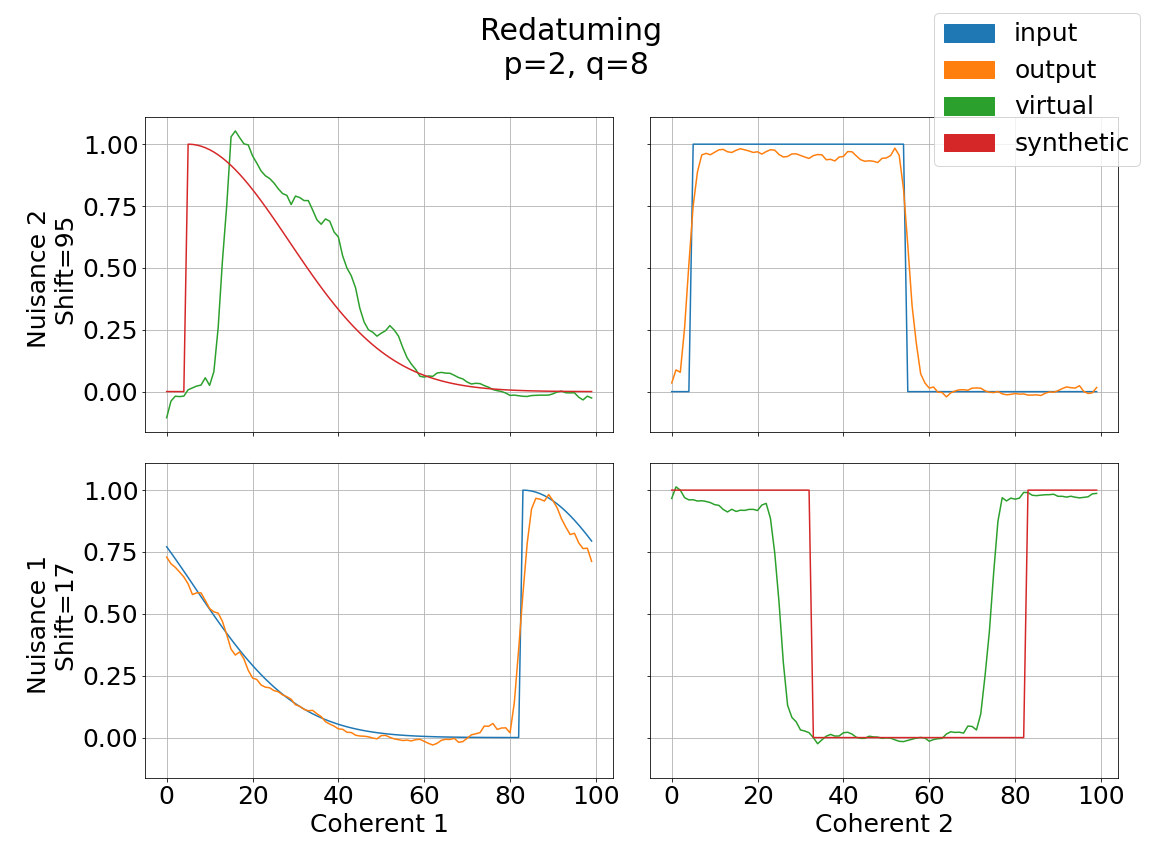 Redatuming
p=2, q=8
input
output
virtual
synthetic
Nuisance 2
Shift=95
1.00
0.75
0.50
0.25
0.00
Nuisance 1
Shift=17
1.00
0.75
0.50
0.25
0.00
0 20 40 60 80 100
0 20 40 60 80 100
Coherent 1
Coherent 2